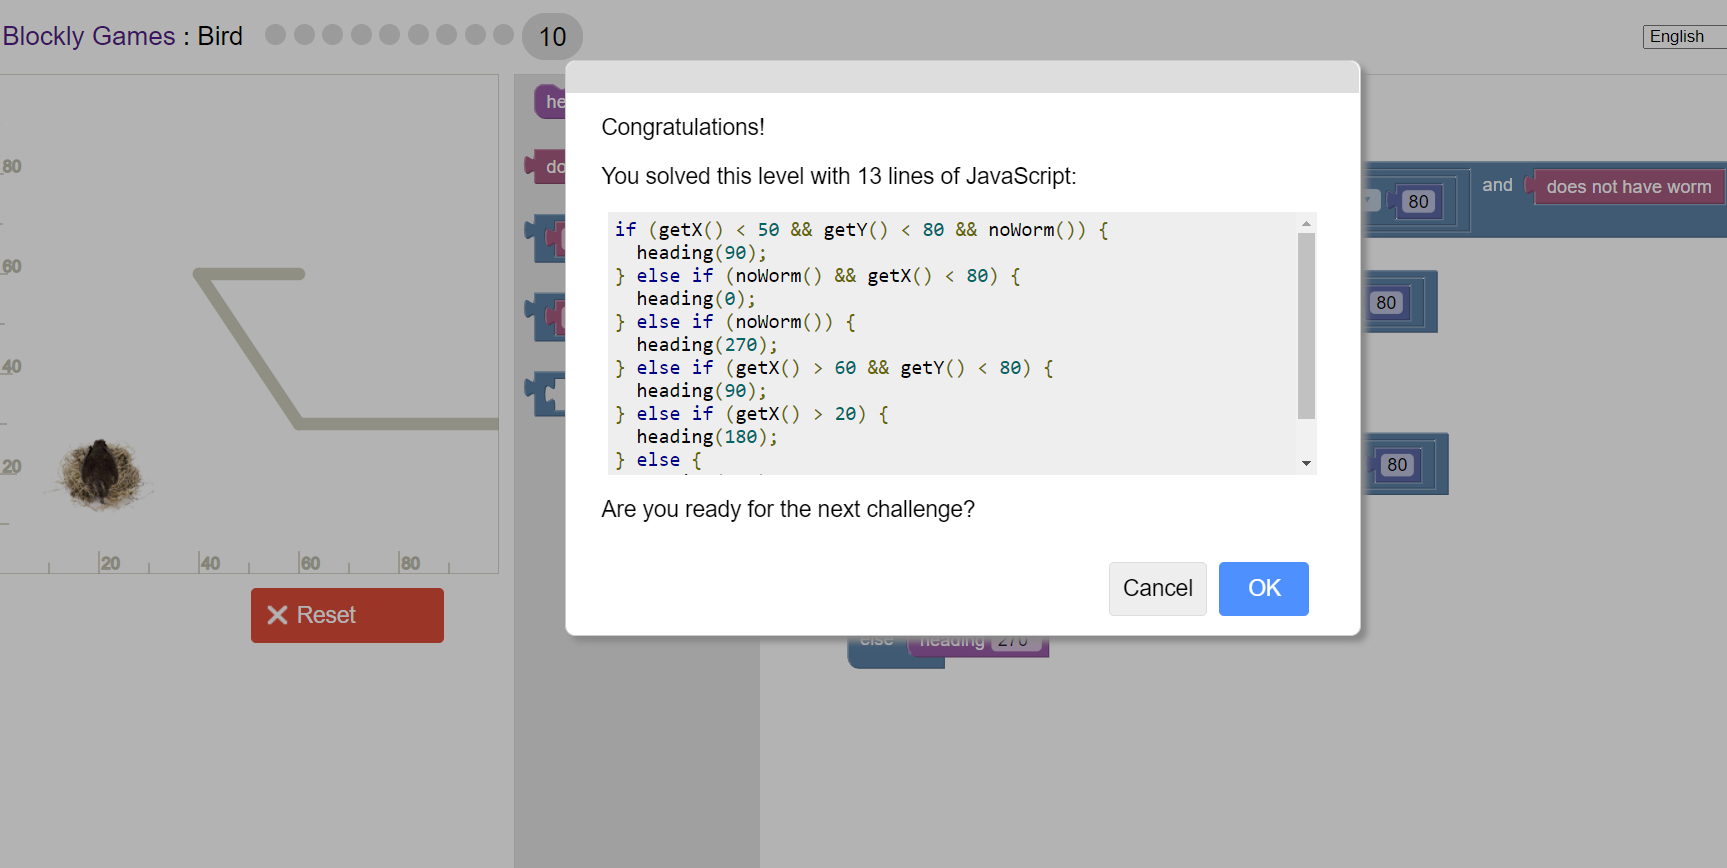 Blockly Games : Bird
10
English
80
60
40
20
20
40
60
80
Reset
Congratulations!
You solved this level with 13 lines of JavaScript:
if (getX() < 50 && getY() < 80 && noWorm()) {
heading(90);
} else if (noWorm() && getX() < 80) {
heading(0);
} else if (noWorm()) {
heading(270);
} else if (getX() > 60 && getY() < 80) {
heading(90);
} else if (getX() > 20) {
heading(180);
} else {
Are you ready for the next challenge?
Cancel
OK
he
do
80
and
does not have worm
80
80
else heading 270